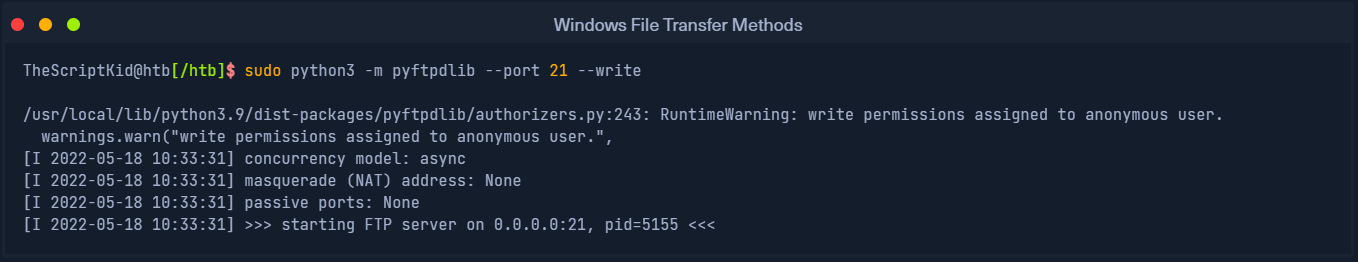 Windows File Transfer Methods
TheScriptKid@htb[/htb]$ sudo python3 -m pyftpdlib --port 21 --write
/usr/local/lib/python3.9/dist-packages/pyftpdlib/authorizers.py:243: RuntimeWarning: write permissions assigned to anonymous user.
  warnings.warn("write permissions assigned to anonymous user.",
[I 2022-05-18 10:33:31] concurrency model: async
[I 2022-05-18 10:33:31] masquerade (NAT) address: None
[I 2022-05-18 10:33:31] passive ports: None
[I 2022-05-18 10:33:31] >>> starting FTP server on 0.0.0.0:21, pid=5155 <<<